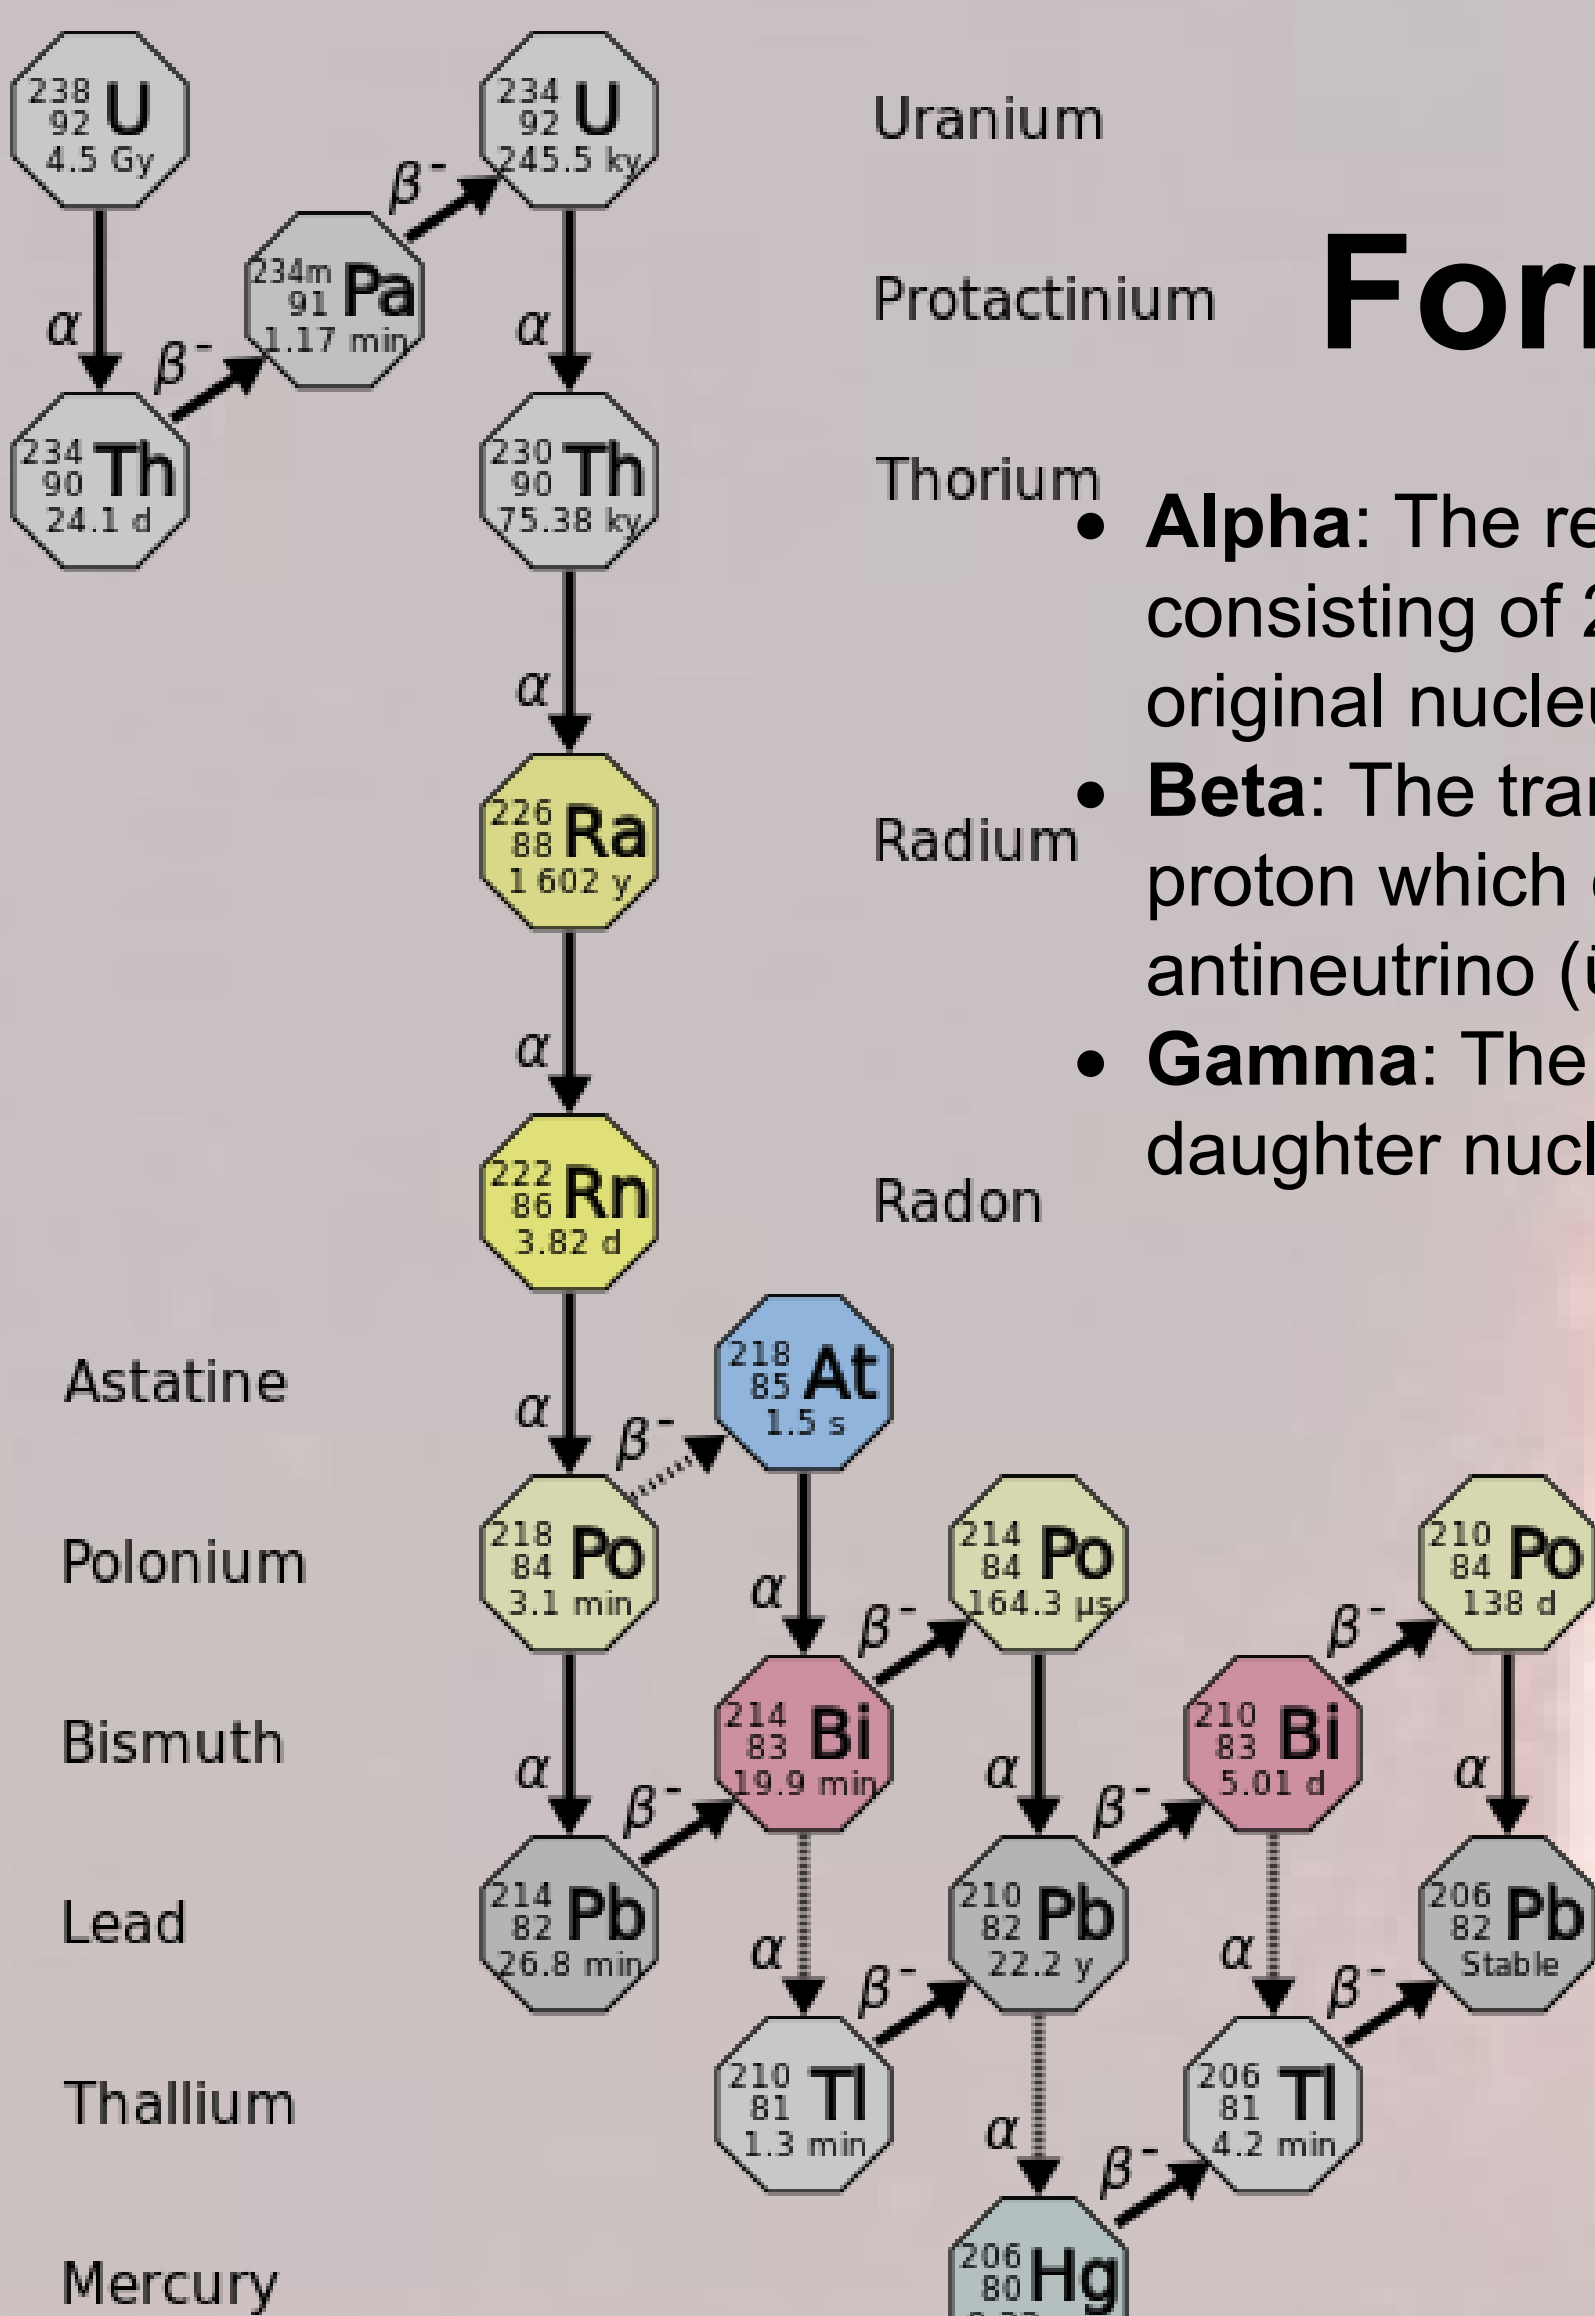 238
92 U
4.5 Gy
234
92 U
245.5 ky
Uranium
β-
234m
91 Pa
1.17 min
Protactinium
For
α
β-
α
234
90 Th
24.1 d
230
90 Th
75.38 ky
Thorium
• Alpha: The re
consisting of 2
original nucleu
α
• Beta: The tra
proton which
antineutrino (
226
88 Ra
1 602 y
Radium
α
• Gamma: The
daughter nucl
222
86 Rn
3.82 d
Radon
Astatine
α
β-
218
85 At
1.5 s
Polonium
218
84 Po
3.1 min
α
β-
214
84 Po
164.3 µs
β-
210
84 Po
138 d
Bismuth
α
β-
214
83 Bi
19.9 min
α
β-
210
83 Bi
5.01 d
α
Lead
214
82 Pb
26.8 min
α
β-
210
82 Pb
22.2 y
α
β-
206
82 Pb
Stable
Thallium
210
81 Tl
1.3 min
α
β-
206
81 Tl
4.2 min
Mercury
206
80 Hg